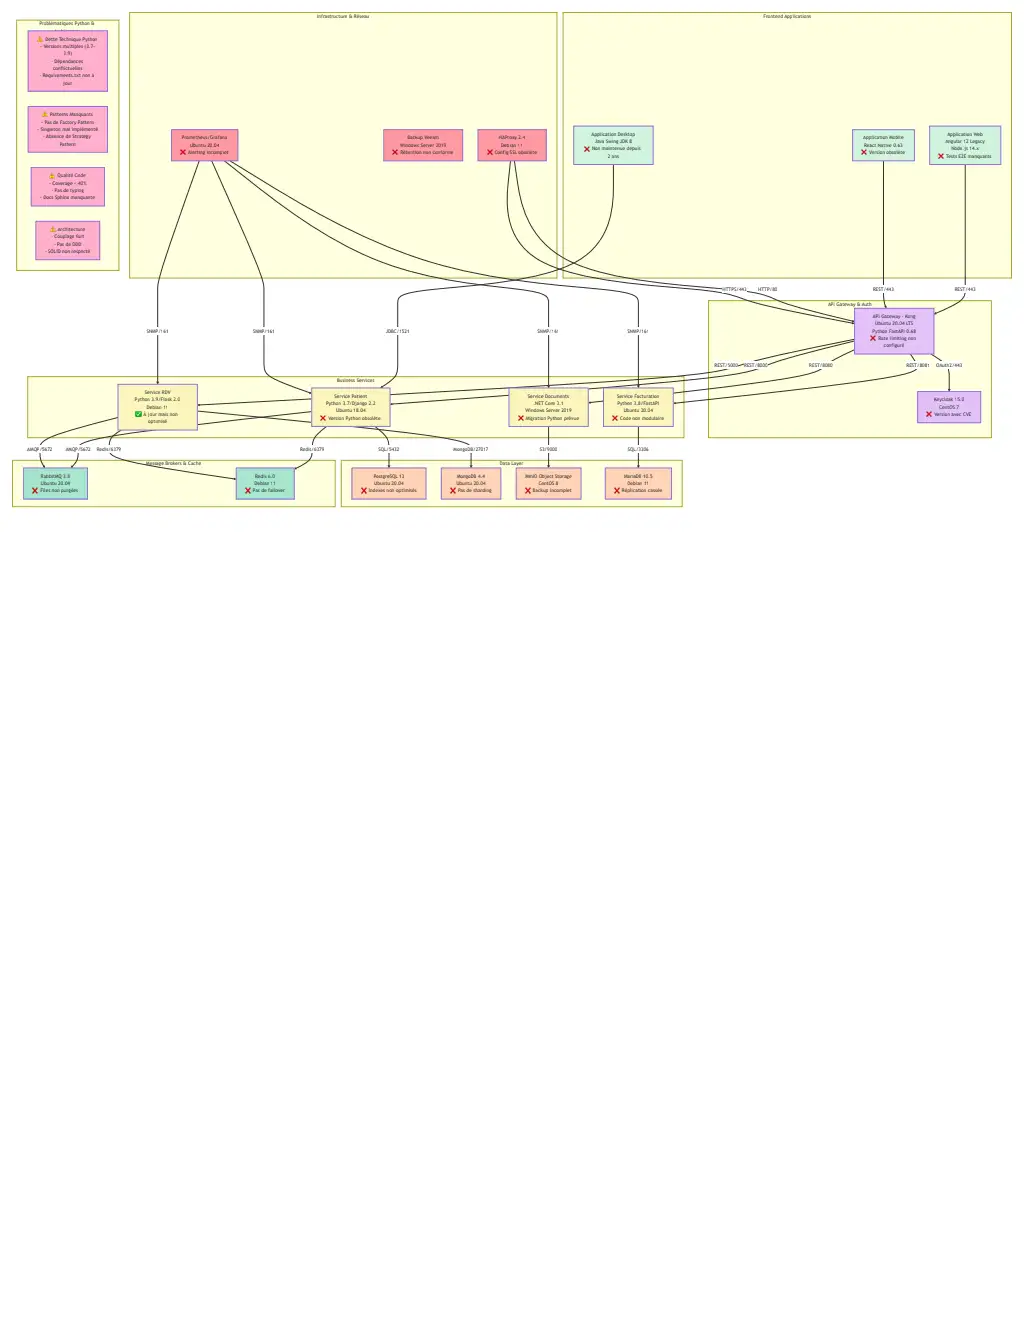 Problématiques Python &
⚠️ Dette Technique Python
- Versions multiples (3.7-
3.9)
- Dépendances
conflictuelles
- Requirements.txt non à
jour
⚠️ Patterns Manquants
- Pas de Factory Pattern
- Singleton non implémenté
- Absence de Strategy
Pattern
⚠️ Qualité Code
- Coverage < 40%
- Pas de typing
- Docs Sphinx manquante
⚠️ Architecture
- Couplage fort
- Pas de DDD
- SOLID non respecté
Infrastructure & Réseau
Prometheus/Grafana
Ubuntu 20.04
❌ Alerting incomplet
Backup Veeam
Windows Server 2019
❌ Rétention non conforme
HAProxy 2.4
Debian 11
❌ Config SSL obsolète
Frontend Applications
Application Desktop
Java Swing JDK 8
❌ Non maintenue depuis
2 ans
Application Mobile
React Native 0.63
❌ Version obsolète
Application Web
Angular 12 Legacy
Node.js 14.x
❌ Tests E2E manquants
HTTPS/443
HTTP/80
REST/443
REST/443
SNMP/161
SNMP/161
JDBC/1521
SNMP/161
SNMP/161
API Gateway & Auth
API Gateway - Kong
Ubuntu 20.04 LTS
Python FastAPI 0.68
❌ Rate limiting non
configuré
REST/5000
REST/8000
REST/8080
REST/8081
OAuth2/443
Keycloak 15.0
CentOS 7
❌ Version avec CVE
Business Services
Service RDV
Python 3.9/Flask 2.0
Debian 11
✅ À jour mais non
optimisé
Service Patient
Python 3.7/Django 2.2
Ubuntu 18.04
❌ Version Python obsolète
Service Documents
.NET Core 3.1
Windows Server 2019
❌ Migration Python prévue
Service Facturation
Python 3.8/FastAPI
Ubuntu 20.04
❌ Code non modulaire
AMQP/5672
AMQP/5672
Redis/6379
Redis/6379
SQL/5432
MongoDB/27017
S3/9000
SQL/3306
Message Brokers & Cache
RabbitMQ 3.9
Ubuntu 20.04
❌ Files non purgées
Redis 6.0
Debian 11
❌ Pas de failover
Data Layer
PostgreSQL 13
Ubuntu 20.04
❌ Indexes non optimisés
MongoDB 4.4
Ubuntu 20.04
❌ Pas de sharding
MinIO Object Storage
CentOS 8
❌ Backup incomplet
MariaDB 10.5
Debian 11
❌ Réplication cassée